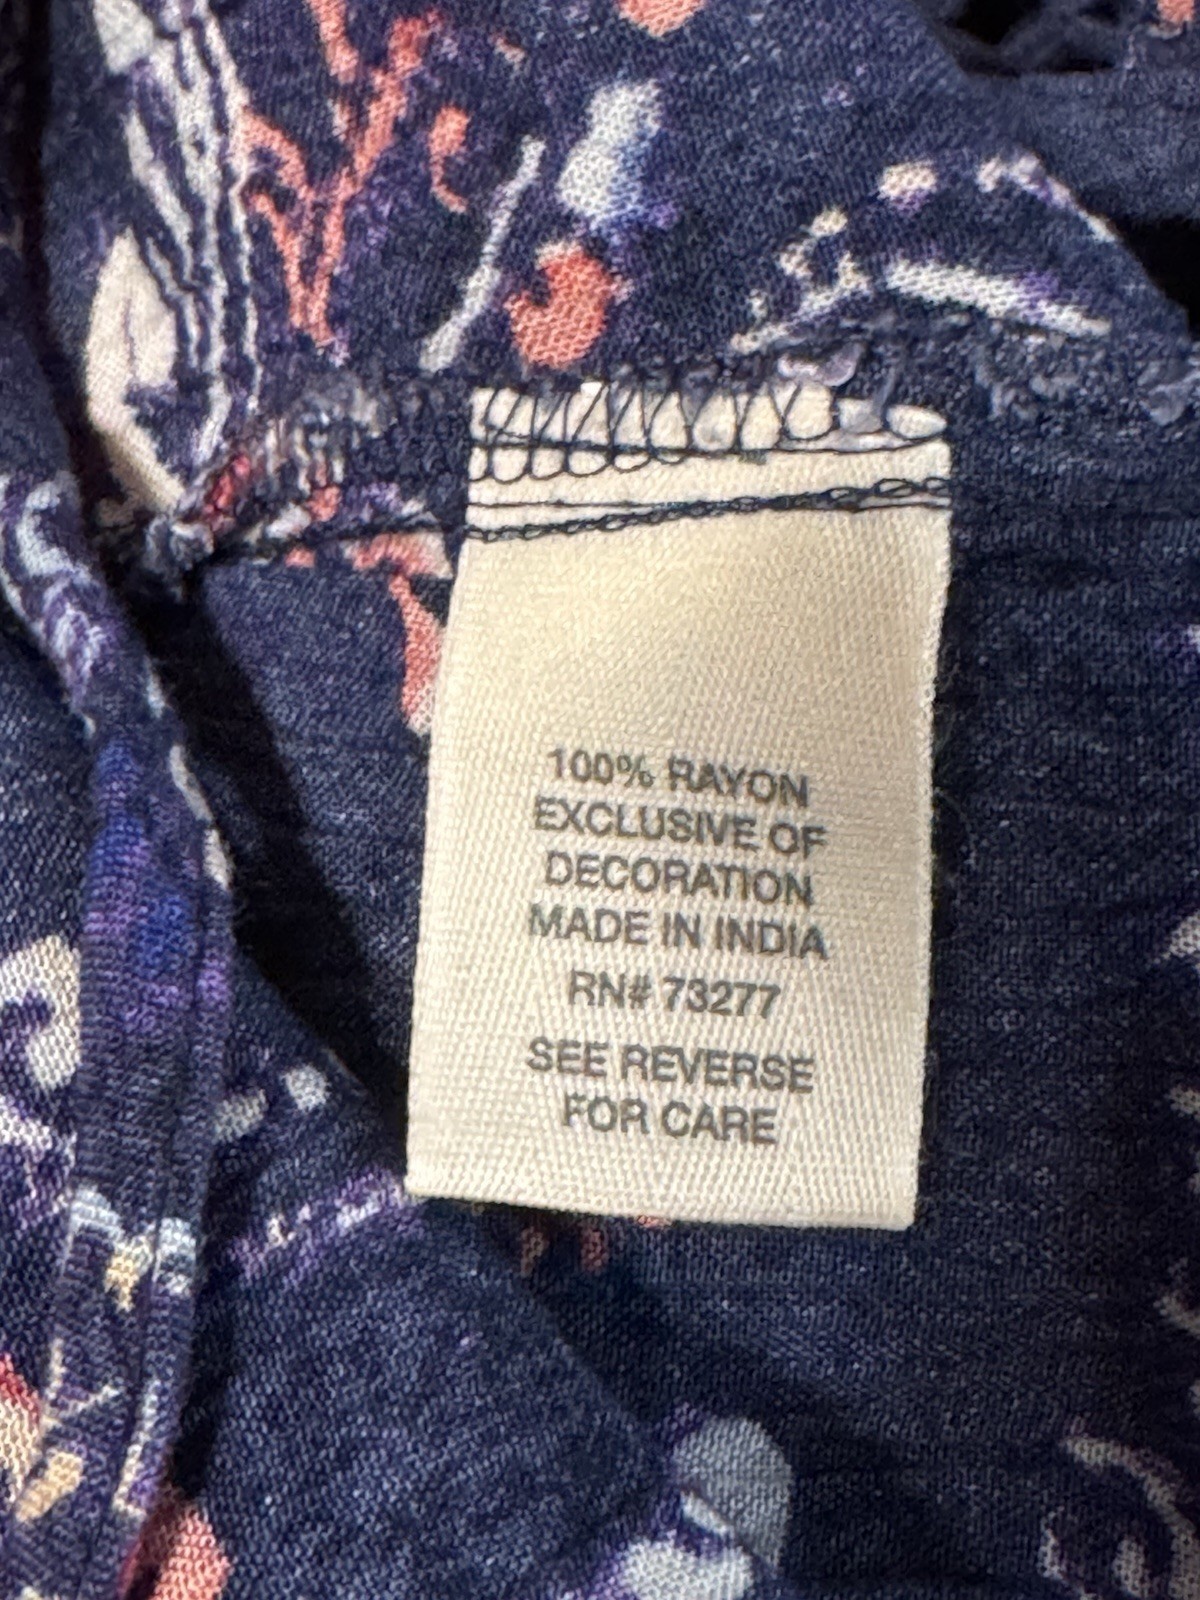 100% RAYON
EXCLUSIVE OF
DECORATION
MADE IN INDIA
RN# 73277
SEE REVERSE
FOR CARE